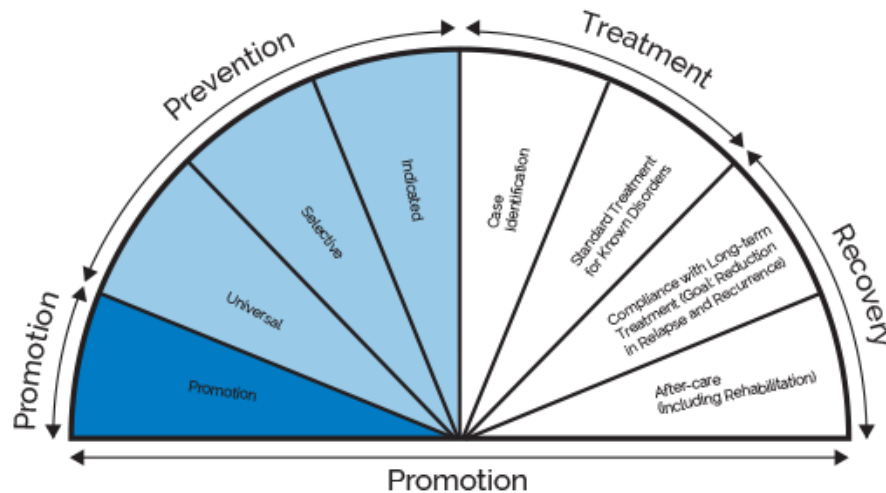 Prevention
Treatment
Promotion
Recovery
Promotion
Universal
Selective
Indicated
Case
Identification
Standard Treatment
for Known Disorders
Compliance with Long-term
Treatment (Goal: Reduction
in Relapse and Recurrence)
After-care
(Including Rehabilitation)
Promotion